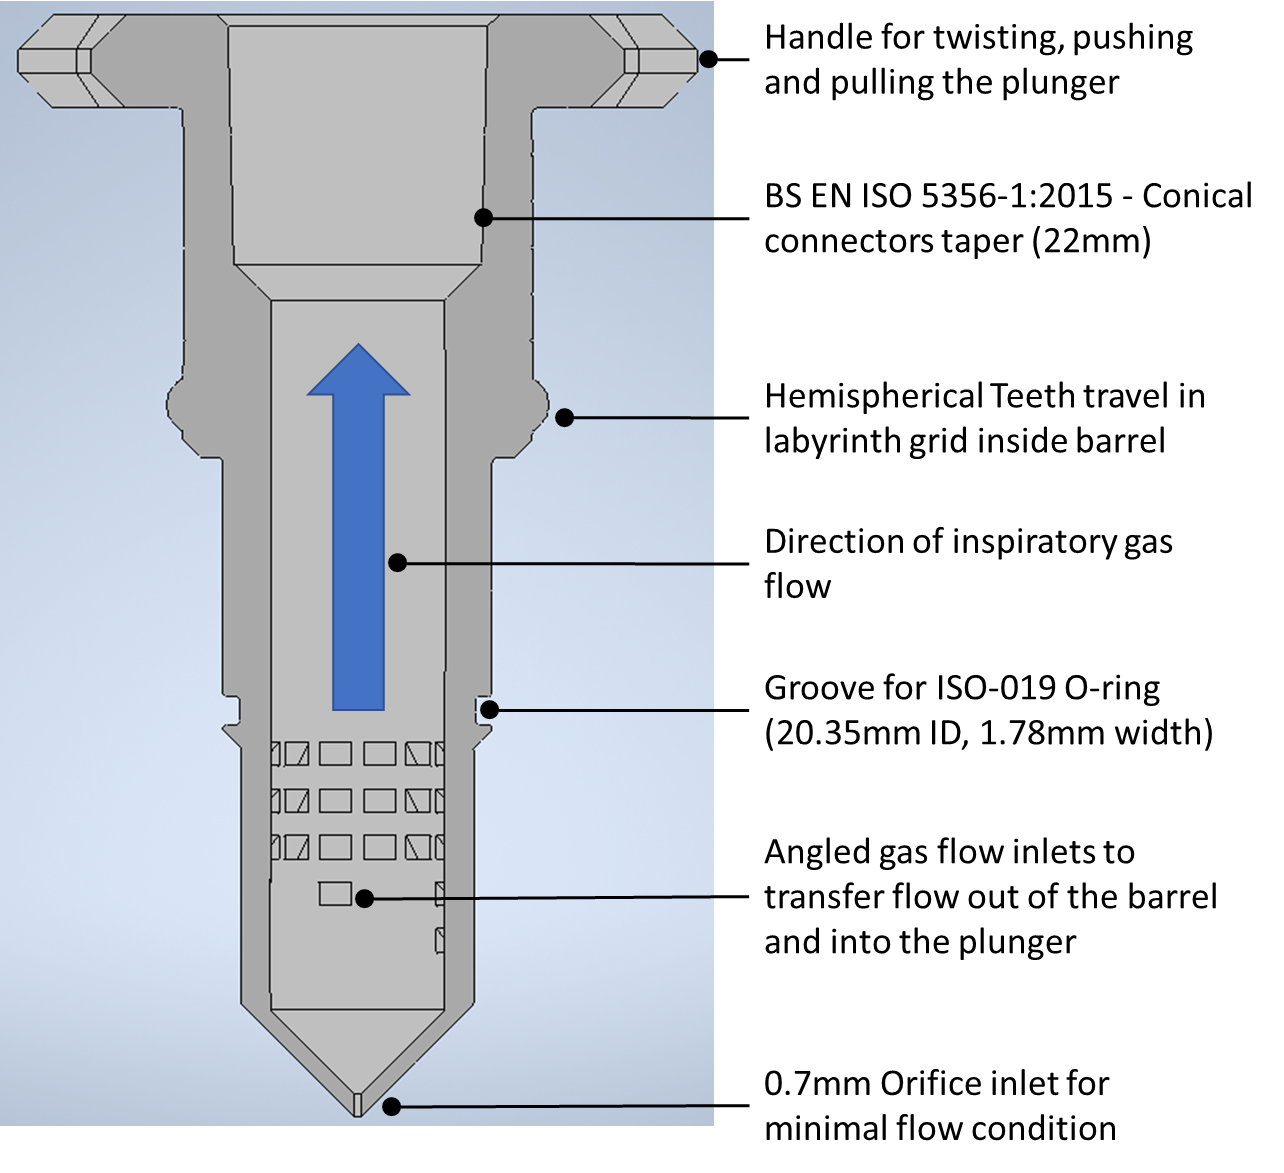 Handle for twisting, pushing
and pulling the plunger
BS EN ISO 5356-1:2015 - Conical
connectors taper (22mm)
Hemispherical Teeth travel in
labyrinth grid inside barrel
Direction of inspiratory gas
flow
Groove for ISO-019 O-ring
(20.35mm ID, 1.78mm width)
Angled gas flow inlets to
transfer flow out of the barrel
and into the plunger
0.7mm Orifice inlet for
minimal flow condition